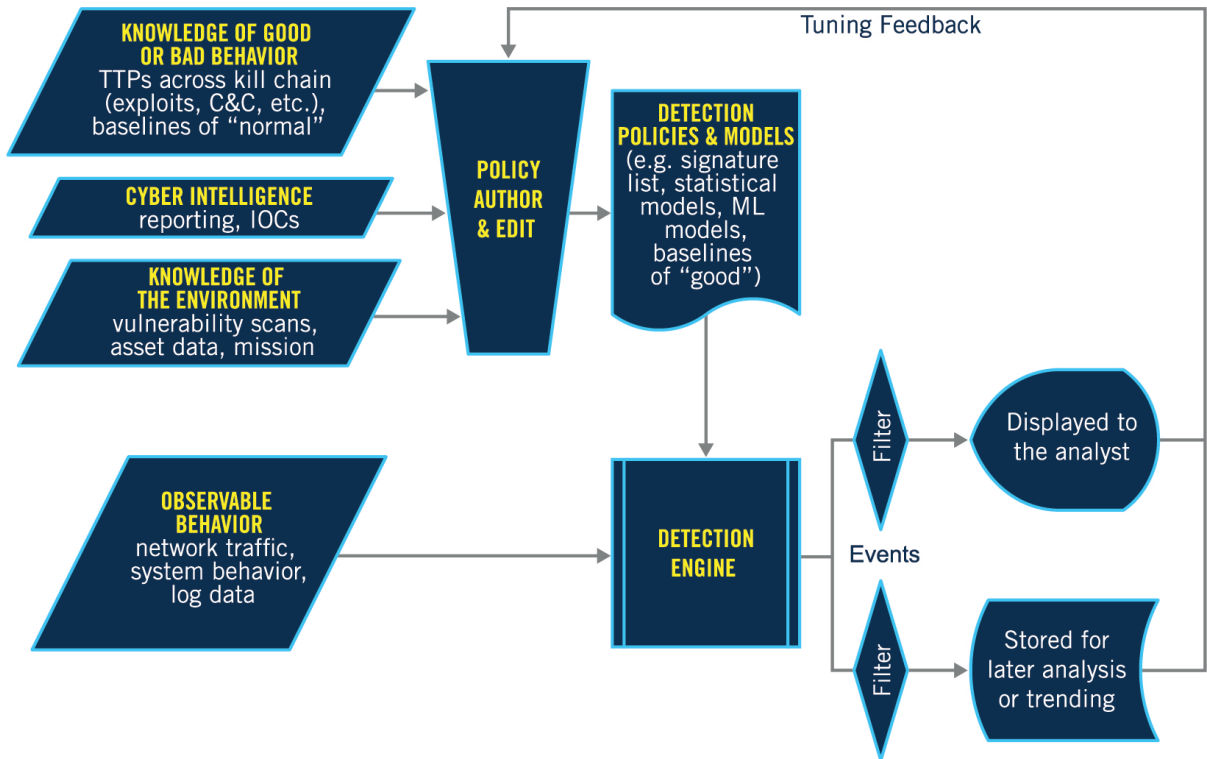 Tuning Feedback
KNOWLEDGE OF GOOD
OR BAD BEHAVIOR
TTPs across kill chain
(exploits, C&C, etc.),
baselines of “normal”
CYBER INTELLIGENCE
reporting, IOCs
KNOWLEDGE OF
THE ENVIRONMENT
vulnerability scans,
asset data, mission
POLICY
AUTHOR
& EDIT
DETECTION
POLICIES & MODELS
(e.g. signature
list, statistical
models, ML
models,
baselines
of “good”)
OBSERVABLE
BEHAVIOR
network traffic,
system behavior,
log data
DETECTION
ENGINE
Events
Filter
Displayed to
the analyst
Filter
Stored for
later analysis
or trending